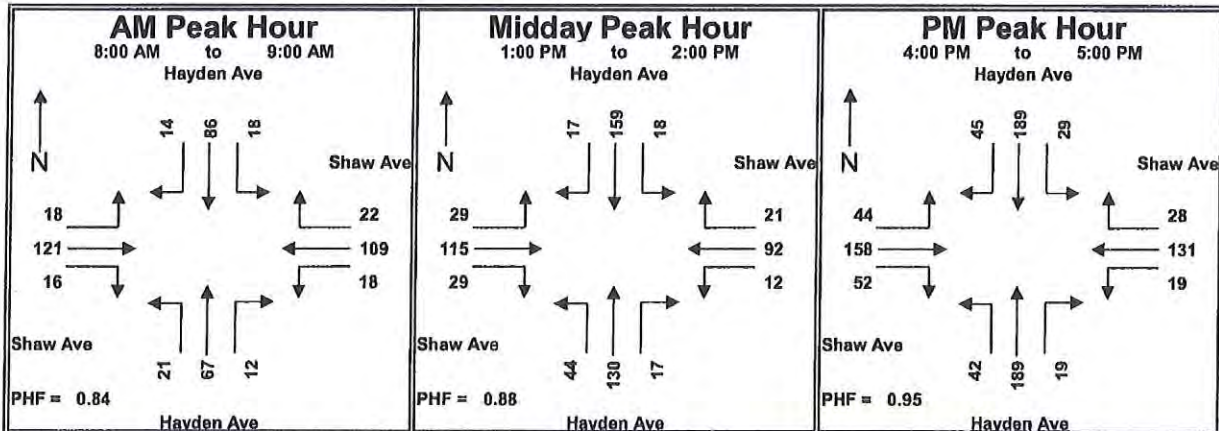 AM Peak Hour
8:00 AM to 9:00 AM
Hayden Ave
N
14 86 18
Shaw Ave
18 22
121 109
16 18
Shaw Ave
21 67 12
PHF = 0.84
Hayden Ave
Midday Peak Hour
1:00 PM to 2:00 PM
Hayden Ave
N
17 159 18
Shaw Ave
29 21
115 92
29 12
Shaw Ave
44 130 17
PHF = 0.88
Hayden Ave
PM Peak Hour
4:00 PM to 5:00 PM
Hayden Ave
N
45 189 29
Shaw Ave
44 28
158 131
52 19
Shaw Ave
42 189 19
PHF = 0.95
Hayden Ave